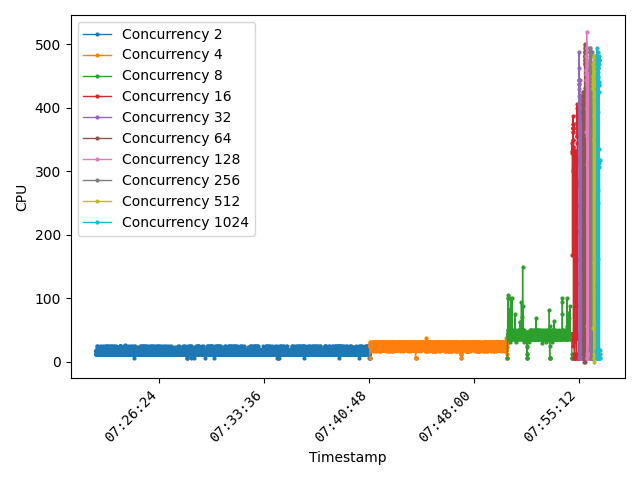 Concurrency 2
Concurrency 4
Concurrency 8
Concurrency 16
Concurrency 32
Concurrency 64
Concurrency 128
Concurrency 256
Concurrency 512
Concurrency 1024
500
400
300
200
100
0
CPU
07:26:24
07:33:36
07:40:48
07:48:00
07:55:12
Timestamp